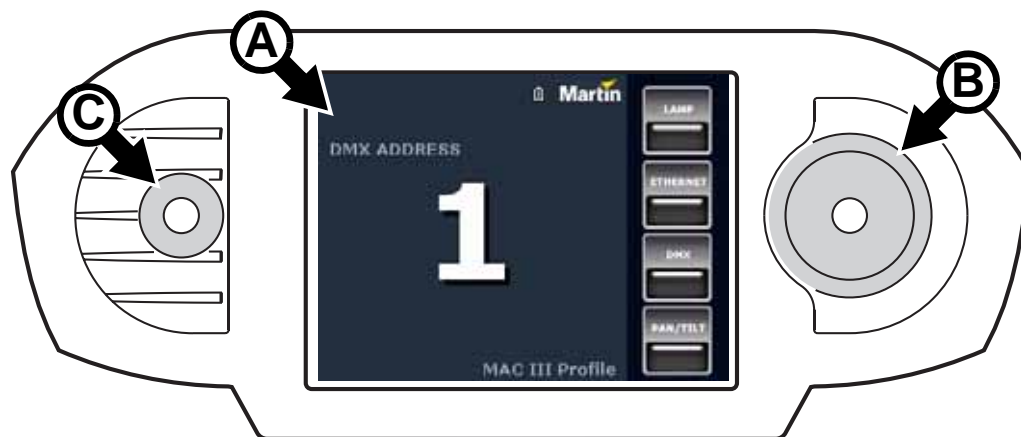 A
B
C
Martin
LAMP
DMX ADDRESS
ETHERNET
1
DMX
PAN/TILT
MAC III Profile